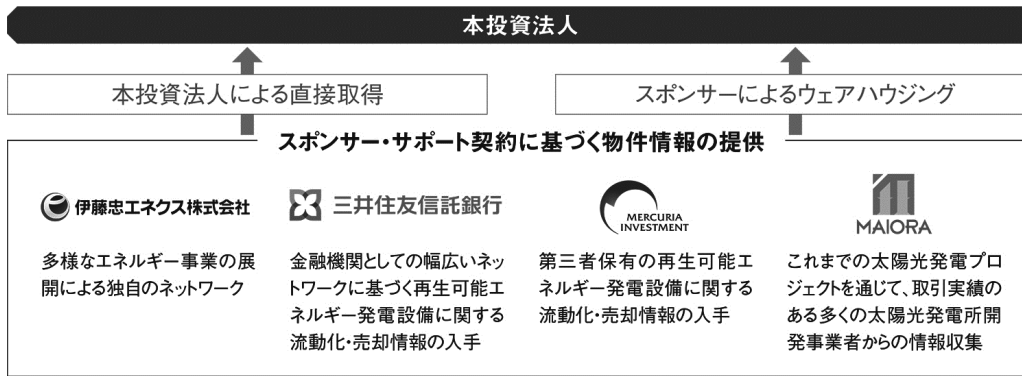 本投資法人
本投資法人による直接取得
スポンサーによるウェアハウジング
スポンサー・サポート契約に基づく物件情報の提供
伊藤忠エネクス株式会社
多様なエネルギー事業の展
開による独自のネットワーク
三井住友信託銀行
金融機関としての幅広いネッ
トワークに基づく再生可能エ
ネルギー発電設備に関する
流動化・売却情報の入手
MERCURIA
INVESTMENT
第三者保有の再生可能エ
ネルギー発電設備に関する
流動化・売却情報の入手
MAIORA
これまでの太陽光発電プロ
ジェクトを通じて、取引実績の
ある多くの太陽光発電所開
発事業者からの情報収集